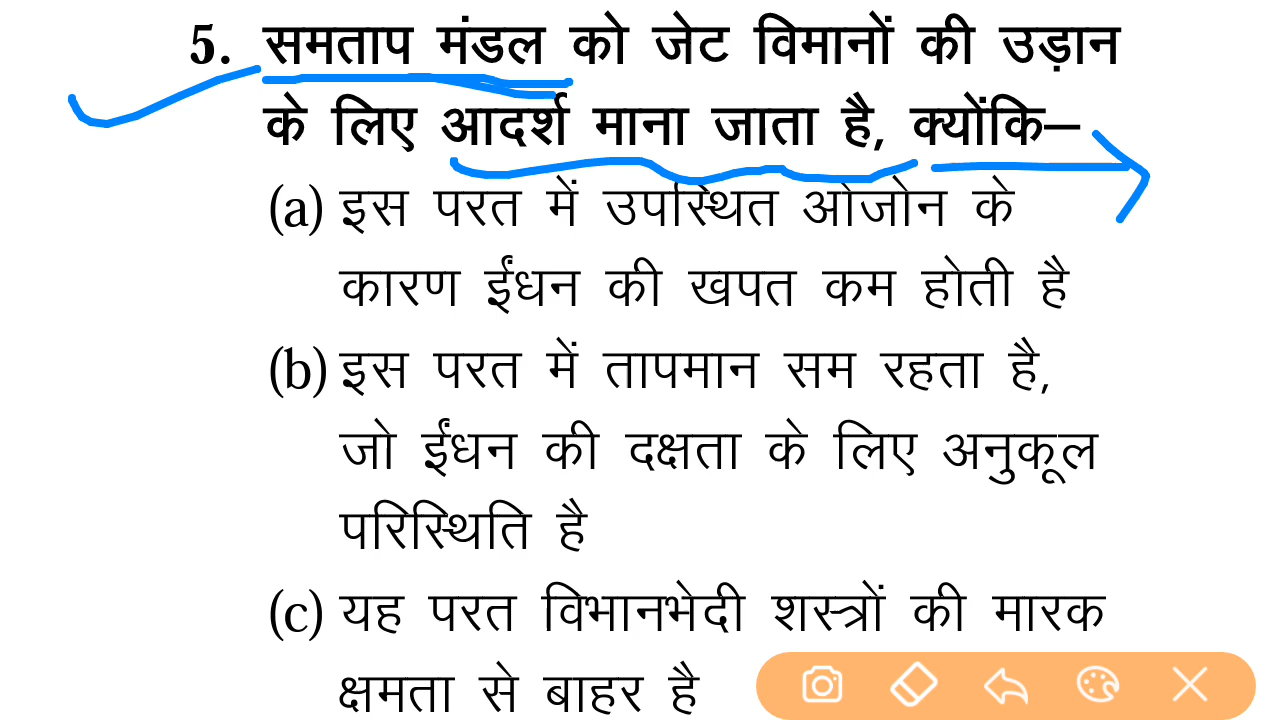 5. समताप मंडल को जेट विमानों की उड़ान
के लिए आदर्श माना जाता है, क्योंकि–
(a) इस परत में उपस्थित ओजोन के
कारण ईंधन की खपत कम होती है
(b) इस परत में तापमान सम रहता है,
जो ईंधन की दक्षता के लिए अनुकूल
परिस्थिति है
(c) यह परत विभानभेदी शस्त्रों की मारक
क्षमता से बाहर है